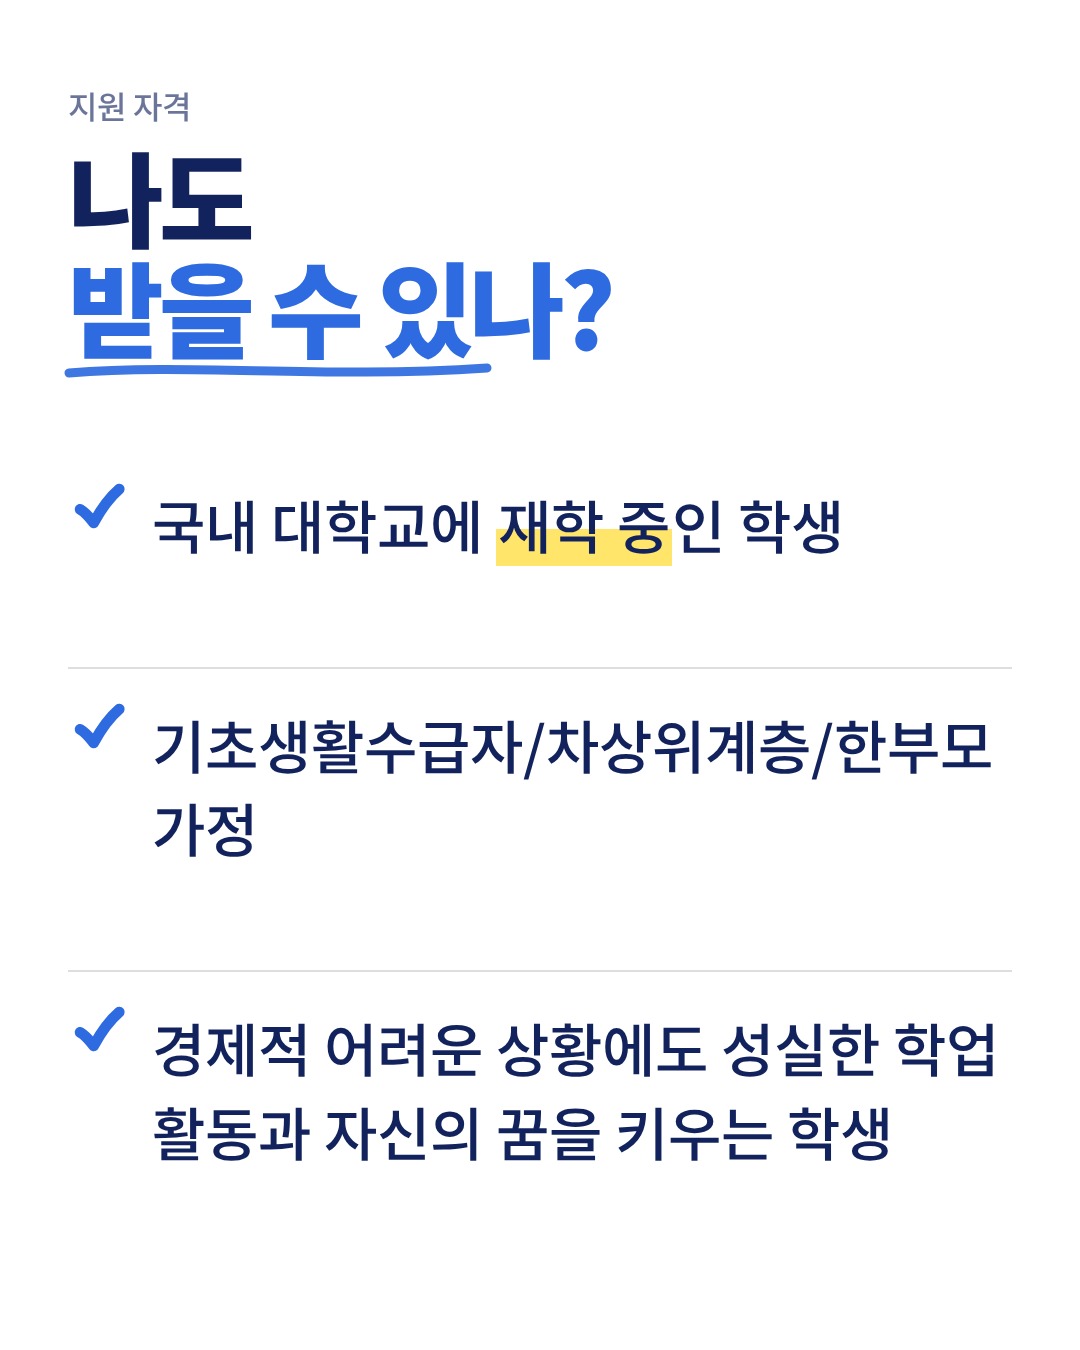 지원 자격
나도
받을 수 있나?
국내 대학교에 재학 중인 학생
기초생활수급자/차상위계층/한부모
가정
경제적 어려운 상황에도 성실한 학업
활동과 자신의 꿈을 키우는 학생